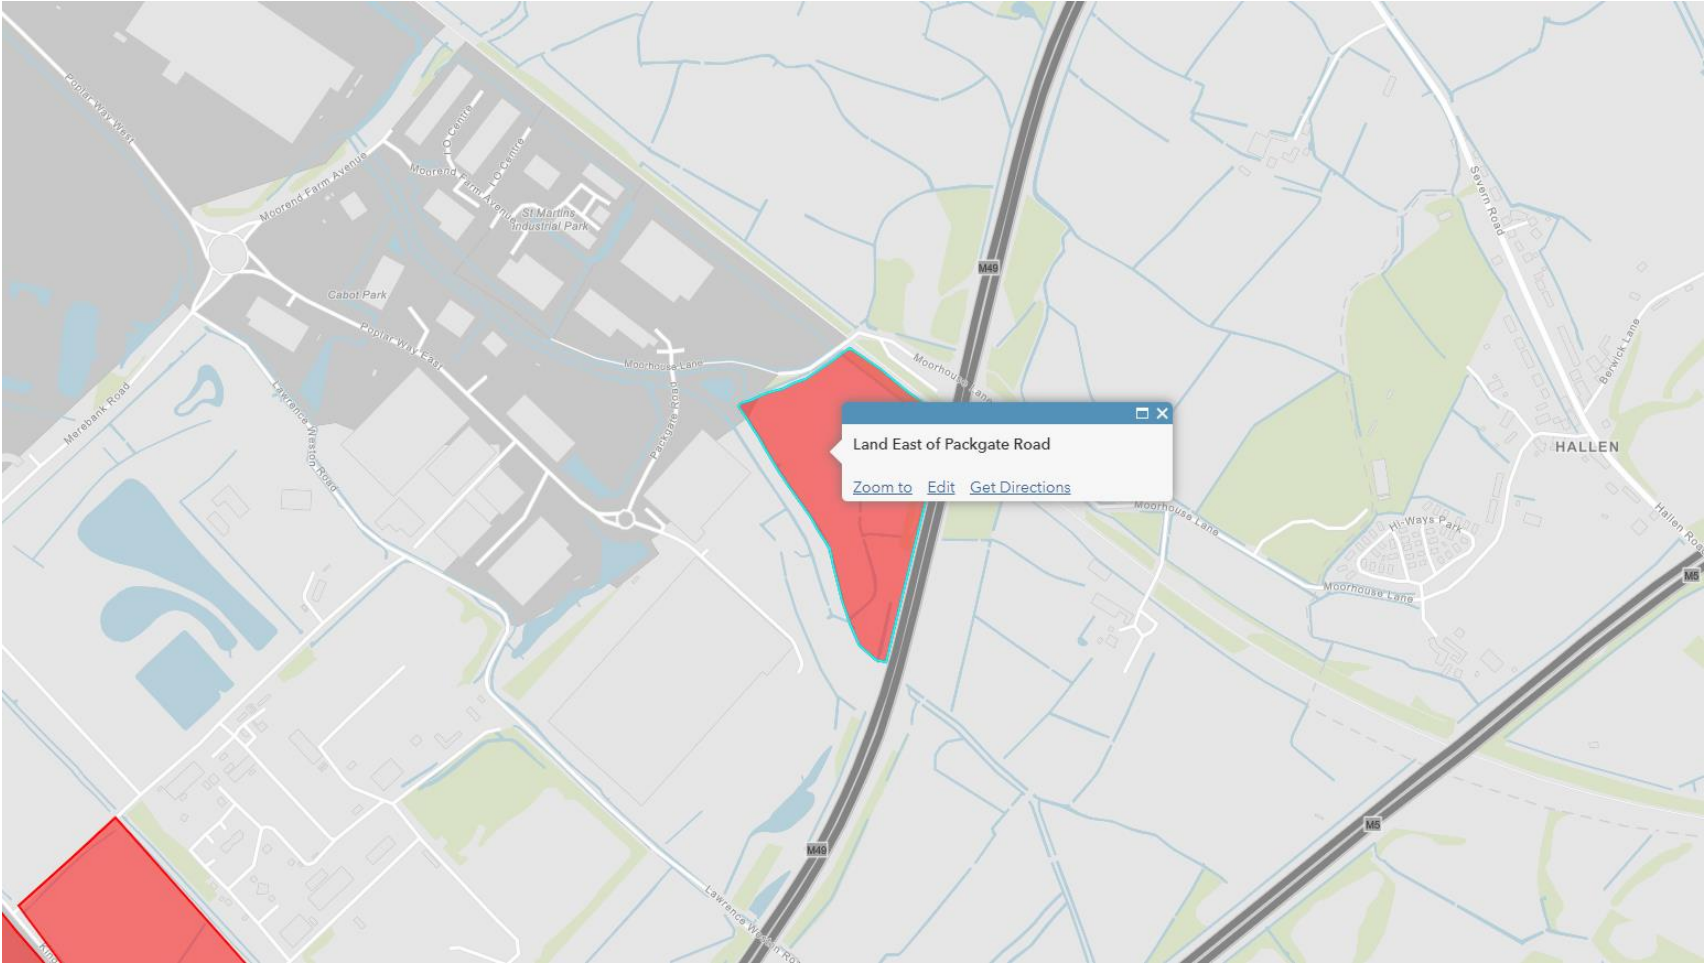 Poplar Way West
LO Centre
LO Centre
Moorend Farm Avenue
Moorend Farm Avenue
St Martins
Industrial Park
Severn Road
M49
Cabot Park
Poplar Way East
Moorhouse Lane
Moorhouse Lane
Berwick Lane
Merebank Road
Lawrence Weston Road
Packgate Road
Land East of Packgate Road
Zoom to Edit Get Directions
HALLEN
Moorhouse Lane
Hi-Ways Park
Hallen Road
M5
Moorhouse Lane
M5
M49
Lawrence Weston Road